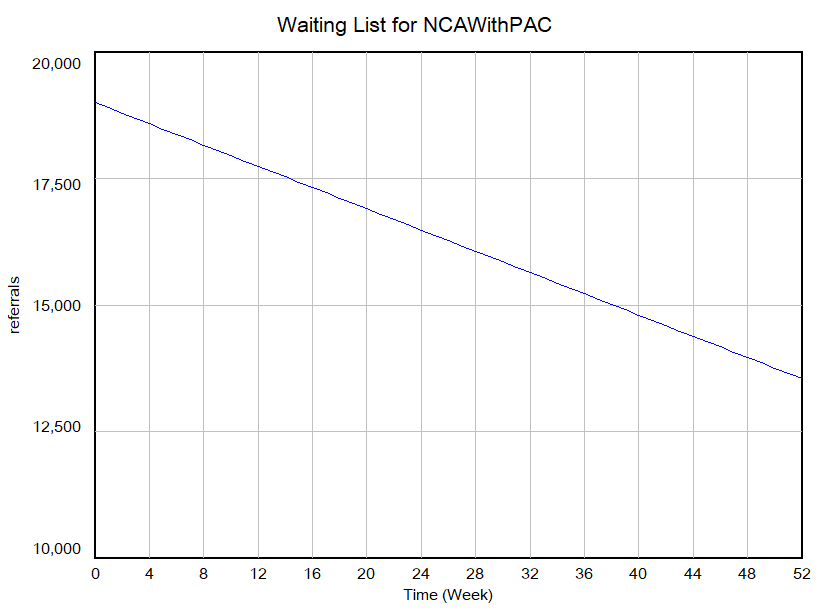 Waiting List for NCAWithPAC
20,000
17,500
15,000
12,500
10,000
referrals
0 4 8 12 16 20 24 28 32 36 40 44 48 52
Time (Week)